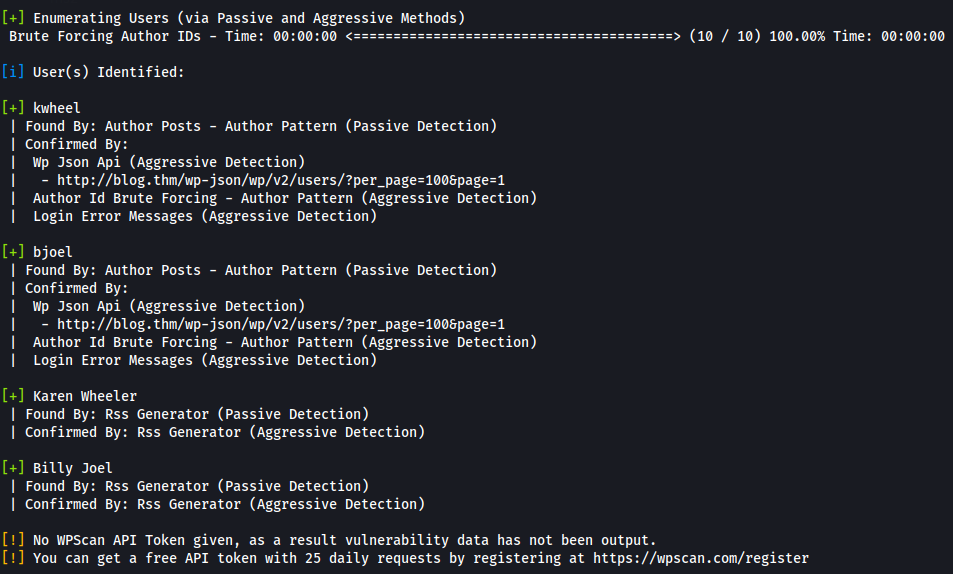 [+] Enumerating Users (via Passive and Aggressive Methods)
Brute Forcing Author IDs - Time: 00:00:00 <========================================> (10 / 10) 100.00% Time: 00:00:00
[i] User(s) Identified:
[+] kwheel
| Found By: Author Posts - Author Pattern (Passive Detection)
| Confirmed By:
|  Wp Json Api (Aggressive Detection)
|   - http://blog.thm/wp-json/wp/v2/users/?per_page=100&page=1
|  Author Id Brute Forcing - Author Pattern (Aggressive Detection)
|  Login Error Messages (Aggressive Detection)
[+] bjoel
| Found By: Author Posts - Author Pattern (Passive Detection)
| Confirmed By:
|  Wp Json Api (Aggressive Detection)
|   - http://blog.thm/wp-json/wp/v2/users/?per_page=100&page=1
|  Author Id Brute Forcing - Author Pattern (Aggressive Detection)
|  Login Error Messages (Aggressive Detection)
[+] Karen Wheeler
| Found By: Rss Generator (Passive Detection)
| Confirmed By: Rss Generator (Aggressive Detection)
[+] Billy Joel
| Found By: Rss Generator (Passive Detection)
| Confirmed By: Rss Generator (Aggressive Detection)
[!] No WPScan API Token given, as a result vulnerability data has not been output.
[!] You can get a free API token with 25 daily requests by registering at https://wpscan.com/register